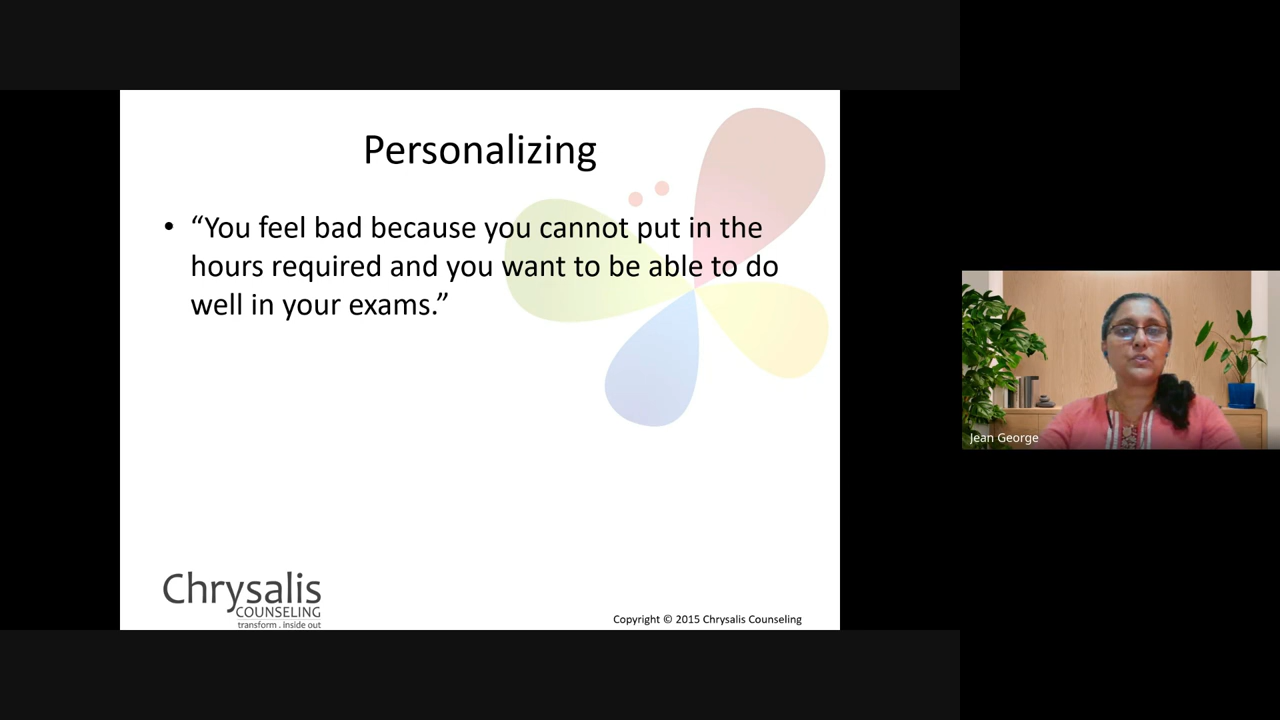 Personalizing
• “You feel bad because you cannot put in the
hours required and you want to be able to do
well in your exams.”
Chrysalis
COUNSELING
transform . inside out
Copyright © 2015 Chrysalis Counseling
Jean George